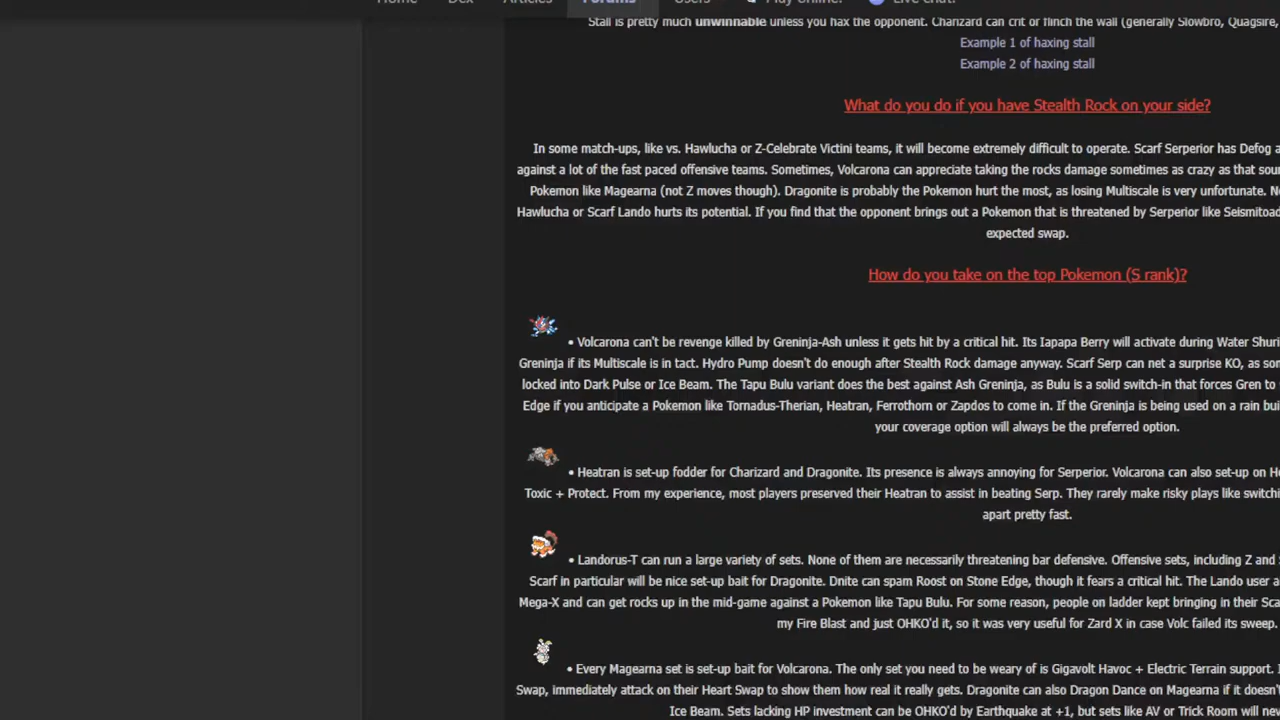 Home Dex Articles Forums Users Play Online! Live chat!
Stall is pretty much unwinnable unless you hax the opponent. Charizard can crit or flinch the wall (generally Slowbro, Quagsire,
Example 1 of haxing stall
Example 2 of haxing stall
What do you do if you have Stealth Rock on your side?
In some match-ups, like vs. Hawlucha or Z-Celebrate Victini teams, it will become extremely difficult to operate. Scarf Serperior has Defog a
against a lot of the fast paced offensive teams. Sometimes, Volcarona can appreciate taking the rocks damage sometimes as crazy as that soun
Pokemon like Magearna (not Z moves though). Dragonite is probably the Pokemon hurt the most, as losing Multiscale is very unfortunate. N
Hawlucha or Scarf Lando hurts its potential. If you find that the opponent brings out a Pokemon that is threatened by Serperior like Seismitoad
expected swap.
How do you take on the top Pokemon (S rank)?
• Volcarona can't be revenge killed by Greninja-Ash unless it gets hit by a critical hit. Its Iapapa Berry will activate during Water Shuri
Greninja if its Multiscale is in tact. Hydro Pump doesn't do enough after Stealth Rock damage anyway. Scarf Serp can net a surprise KO, as som
locked into Dark Pulse or Ice Beam. The Tapu Bulu variant does the best against Ash Greninja, as Bulu is a solid switch-in that forces Gren to
Edge if you anticipate a Pokemon like Tornadus-Therian, Heatran, Ferrothorn or Zapdos to come in. If the Greninja is being used on a rain bui
your coverage option will always be the preferred option.
• Heatran is set-up fodder for Charizard and Dragonite. Its presence is always annoying for Serperior. Volcarona can also set-up on He
Toxic + Protect. From my experience, most players preserved their Heatran to assist in beating Serp. They rarely make risky plays like switchi
apart pretty fast.
• Landorus-T can run a large variety of sets. None of them are necessarily threatening bar defensive. Offensive sets, including Z and
Scarf in particular will be nice set-up bait for Dragonite. Dnite can spam Roost on Stone Edge, though it fears a critical hit. The Lando user a
Mega-X and can get rocks up in the mid-game against a Pokemon like Tapu Bulu. For some reason, people on ladder kept bringing in their Sca
my Fire Blast and just OHKO'd it, so it was very useful for Zard X in case Volc failed its sweep.
• Every Magearna set is set-up bait for Volcarona. The only set you need to be weary of is Gigavolt Havoc + Electric Terrain support.
Swap, immediately attack on their Heart Swap to show them how real it really gets. Dragonite can also Dragon Dance on Magearna if it doesn'
Ice Beam. Sets lacking HP investment can be OHKO'd by Earthquake at +1, but sets like AV or Trick Room will nev